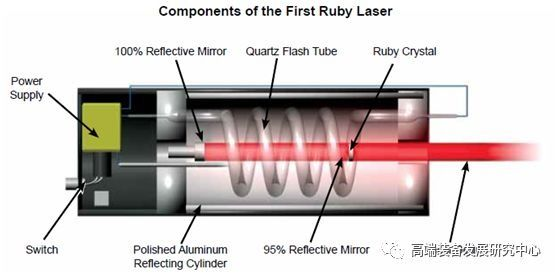 Components of the First Ruby Laser
100% Reflective Mirror
Quartz Flash Tube
Ruby Crystal
Power
Supply
Switch
Polished Aluminum
Reflecting Cylinder
95% Reflective Mirror
高端装备发展研究中心